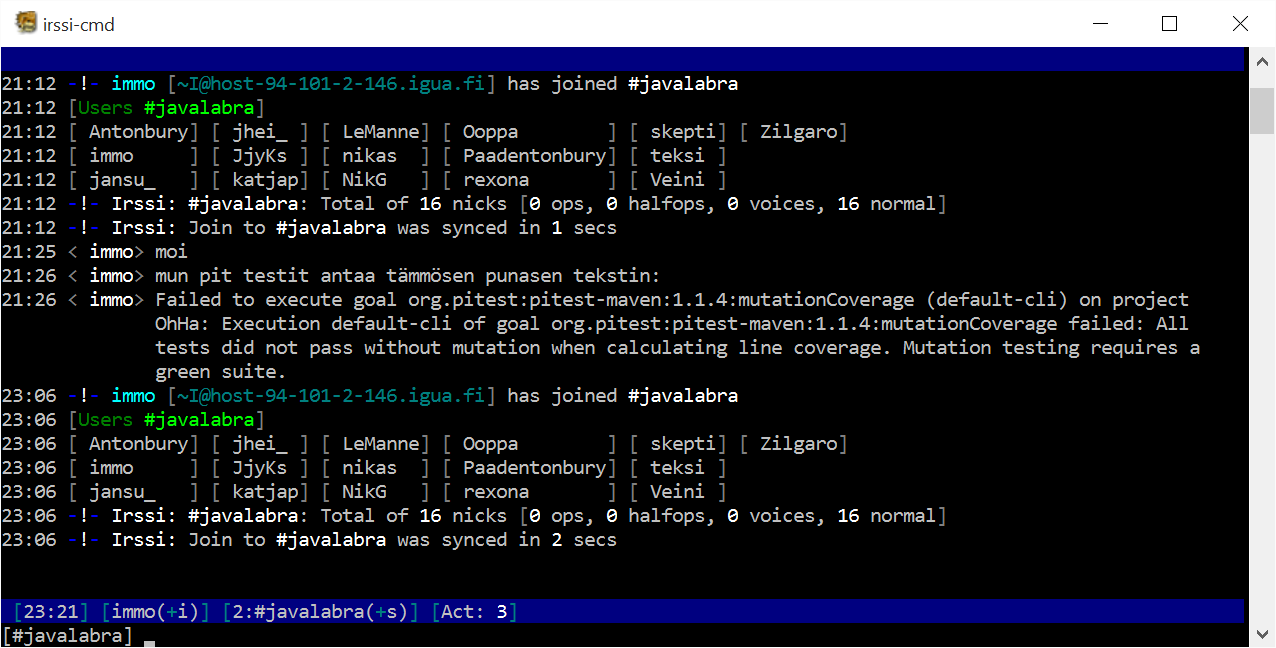 irssi-cmd
21:12 -!- immo [~I@host-94-101-2-146.igua.fi] has joined #javalabra
21:12 [Users #javalabra]
21:12 [ Antonbury] [ jhei_ ] [ LeManne] [ Ooppa        ] [ skepti] [ Zilgaro]
21:12 [ immo     ] [ JjyKs ] [ nikas  ] [ Paadentonbury] [ teksi ]
21:12 [ jansu_   ] [ katjap] [ NikG   ] [ rexona       ] [ Veini ]
21:12 -!- Irssi: #javalabra: Total of 16 nicks [0 ops, 0 halfops, 0 voices, 16 normal]
21:12 -!- Irssi: Join to #javalabra was synced in 1 secs
21:25 < immo> moi
21:26 < immo> mun pit testit antaa tämmösen punasen tekstin:
21:26 < immo> Failed to execute goal org.pitest:pitest-maven:1.1.4:mutationCoverage (default-cli) on project
OhHa: Execution default-cli of goal org.pitest:pitest-maven:1.1.4:mutationCoverage failed: All
tests did not pass without mutation when calculating line coverage. Mutation testing requires a
green suite.
23:06 -!- immo [~I@host-94-101-2-146.igua.fi] has joined #javalabra
23:06 [Users #javalabra]
23:06 [ Antonbury] [ jhei_ ] [ LeManne] [ Ooppa        ] [ skepti] [ Zilgaro]
23:06 [ immo     ] [ JjyKs ] [ nikas  ] [ Paadentonbury] [ teksi ]
23:06 [ jansu_   ] [ katjap] [ NikG   ] [ rexona       ] [ Veini ]
23:06 -!- Irssi: #javalabra: Total of 16 nicks [0 ops, 0 halfops, 0 voices, 16 normal]
23:06 -!- Irssi: Join to #javalabra was synced in 2 secs
[23:21] [immo(+i)] [2:#javalabra(+s)] [Act: 3]
[#javalabra]